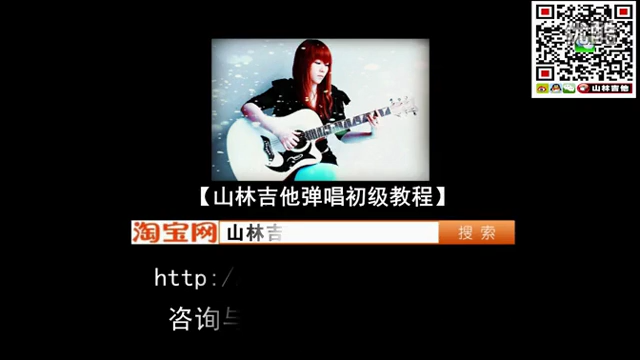 山林吉他
【山林吉他弹唱初级教程】
淘宝网 山林吉 搜索
http:/
咨询与